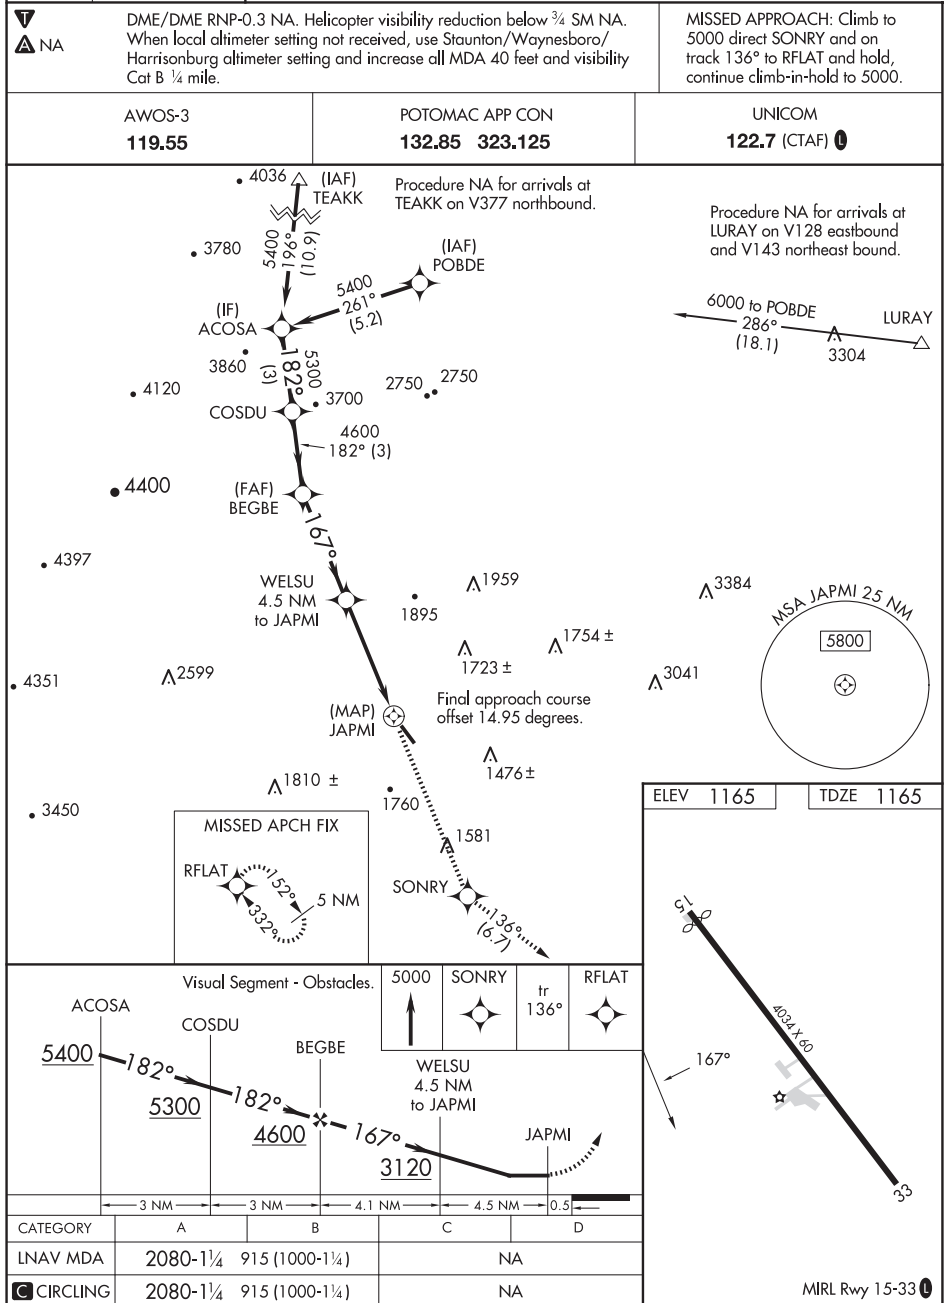 T
A NA
DME/DME RNP-0.3 NA. Helicopter visibility reduction below ¾ SM NA.
When local altimeter setting not received, use Staunton/Waynesboro/
Harrisonburg altimeter setting and increase all MDA 40 feet and visibility
Cat B ¼ mile.
MISSED APPROACH: Climb to
5000 direct SONRY and on
track 136° to RFLAT and hold,
continue climb-in-hold to 5000.
AWOS-3
119.55
POTOMAC APP CON
132.85 323.125
UNICOM
122.7 (CTAF) L
4036
(IAF)
TEAKK
Procedure NA for arrivals at
TEAKK on V377 northbound.
Procedure NA for arrivals at
LURAY on V128 eastbound
and V143 northeast bound.
3780
5400
196°
(10.9)
(IAF)
POBDE
5400
261°
(5.2)
6000 to POBDE
286°
(18.1)
LURAY
3304
(IF)
ACOSA
3860
182°
(3)
5300
4120
3700
2750
2750
COSDU
4600
182° (3)
4400
(FAF)
BEGBE
167°
4397
WELSU
4.5 NM
to JAPMI
1959
1895
3384
MSA JAPMI 25 NM
5800
1754 ±
1723 ±
2599
3041
4351
Final approach course
offset 14.95 degrees.
(MAP)
JAPMI
1476 ±
1810 ±
1760
3450
1581
MISSED APCH FIX
RFLAT
152°
332°
5 NM
SONRY
136°
(6.7)
ELEV 1165
TDZE 1165
15
4034 X 60
33
167°
MIRL Rwy 15-33 L
Visual Segment - Obstacles.
5000
SONRY
tr
136°
RFLAT
ACOSA
COSDU
BEGBE
WELSU
4.5 NM
to JAPMI
JAPMI
5400
182°
5300
182°
4600
167°
3120
3 NM
3 NM
4.1 NM
4.5 NM
0.5
CATEGORY A B C D
LNAV MDA 2080-1¼ 915 (1000-1¼) NA
C CIRCLING 2080-1¼ 915 (1000-1¼) NA